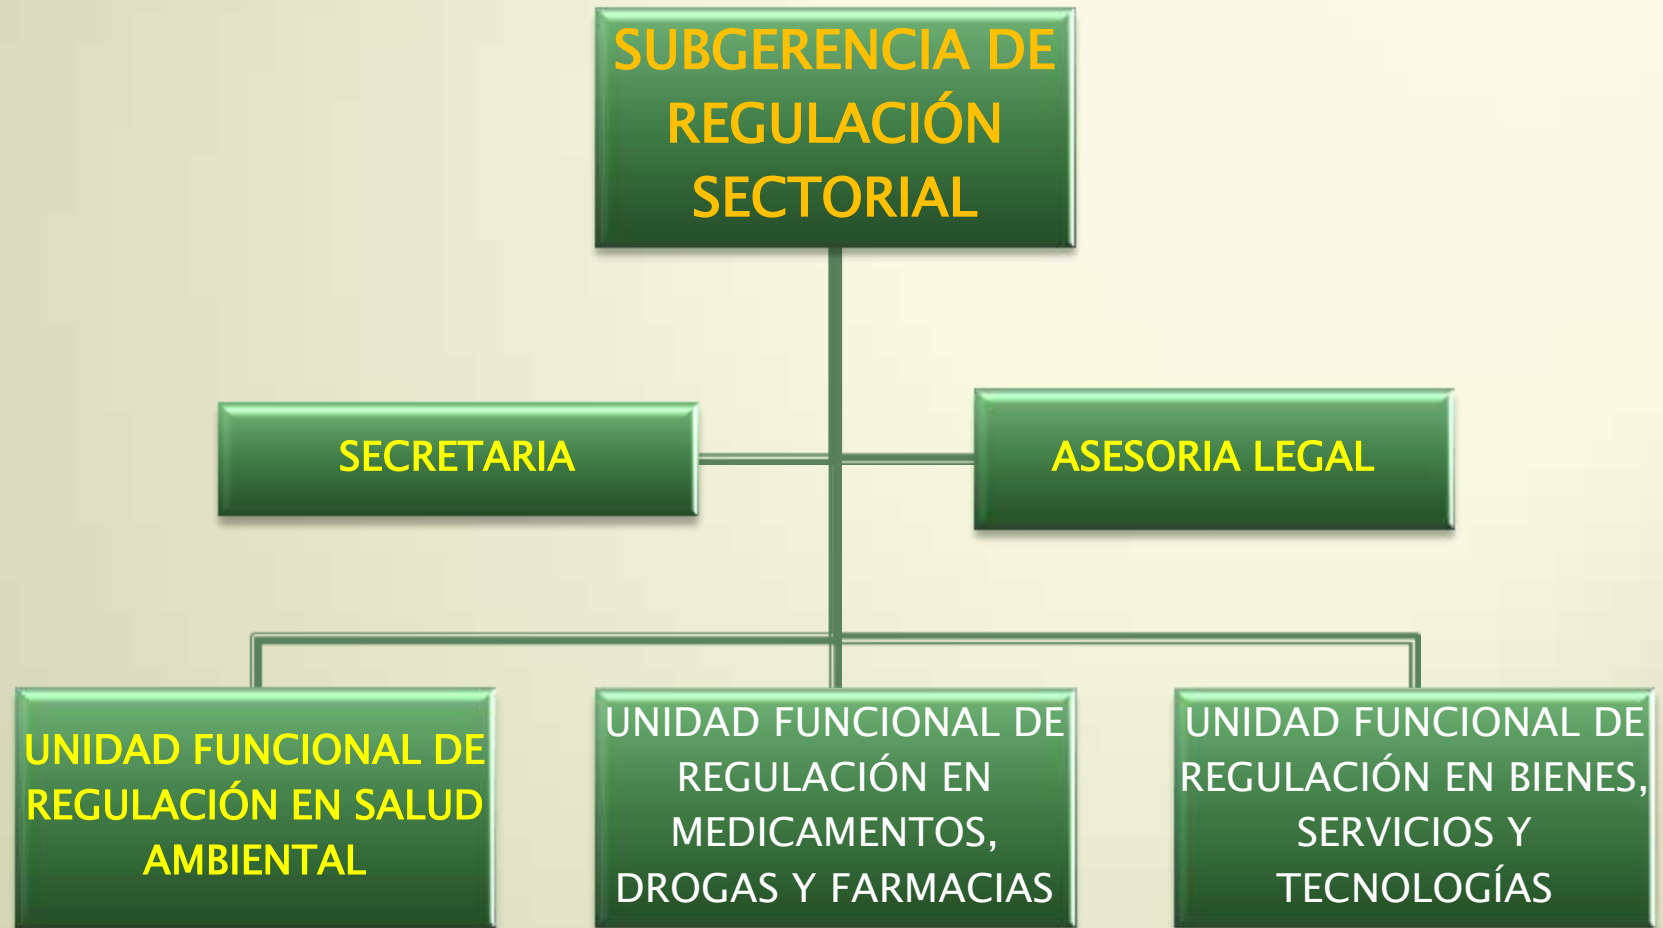 SUBGERENCIA DE
REGULACIÓN
SECTORIAL
SECRETARIA
ASESORIA LEGAL
UNIDAD FUNCIONAL DE
REGULACIÓN EN SALUD
AMBIENTAL
UNIDAD FUNCIONAL DE
REGULACIÓN EN
MEDICAMENTOS,
DROGAS Y FARMACIAS
UNIDAD FUNCIONAL DE
REGULACIÓN EN BIENES,
SERVICIOS Y
TECNOLOGÍAS